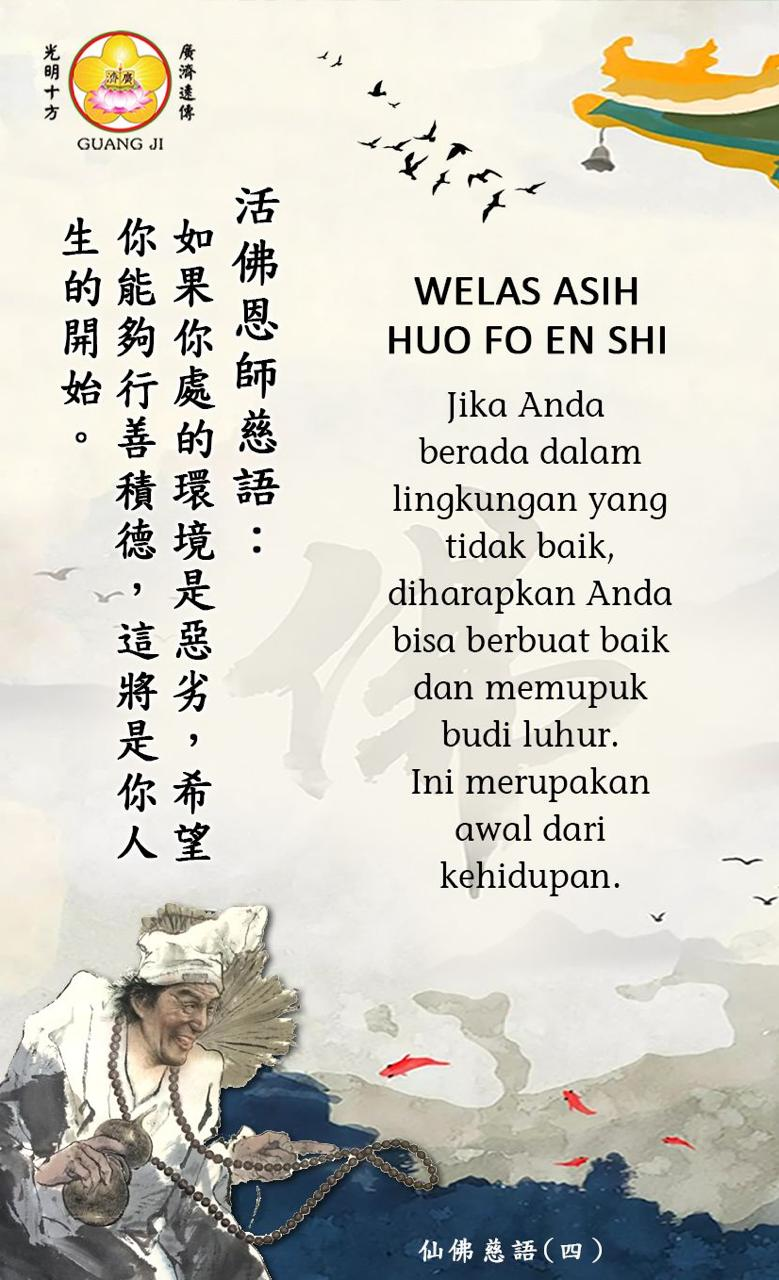 光明十方
廣濟遠傳
廣濟
GUANG JI
活佛恩師慈語：
如果你處的環境是惡劣，希望
你能夠行善積德，這將是你人
生的開始。
WELAS ASIH
HUO FO EN SHI
Jika Anda
berada dalam
lingkungan yang
tidak baik,
diharapkan Anda
bisa berbuat baik
dan memupuk
budi luhur.
Ini merupakan
awal dari
kehidupan.
佛
仙佛慈語(四)